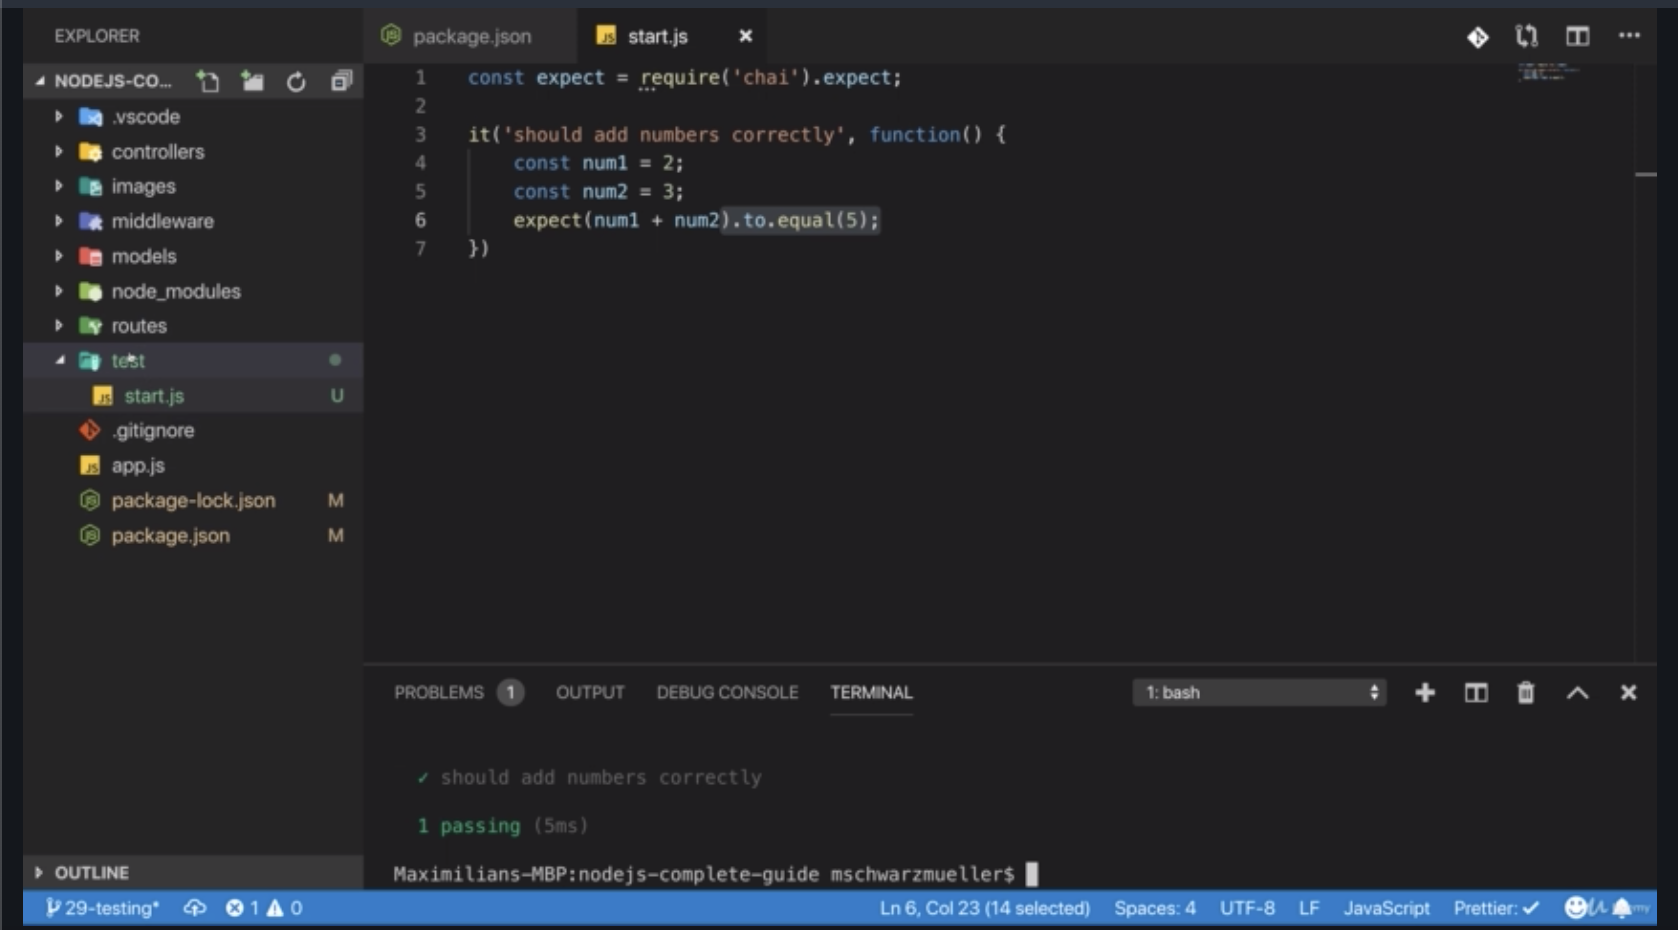 EXPLORER
package.json
start.js
NODEJS-CO...
.vscode
controllers
images
middleware
models
node_modules
routes
test
start.js U
.gitignore
app.js
package-lock.json M
package.json M
OUTLINE
1 const expect = require('chai').expect;
2
3 it('should add numbers correctly', function() {
4 const num1 = 2;
5 const num2 = 3;
6 expect(num1 + num2).to.equal(5);
7 })
PROBLEMS 1 OUTPUT DEBUG CONSOLE TERMINAL
1: bash
✓ should add numbers correctly
1 passing (5ms)
Maximilians-MBP:nodejs-complete-guide mschwarzmueller$
29-testing* 1 0
Ln 6, Col 23 (14 selected) Spaces: 4 UTF-8 LF JavaScript Prettier: ✓